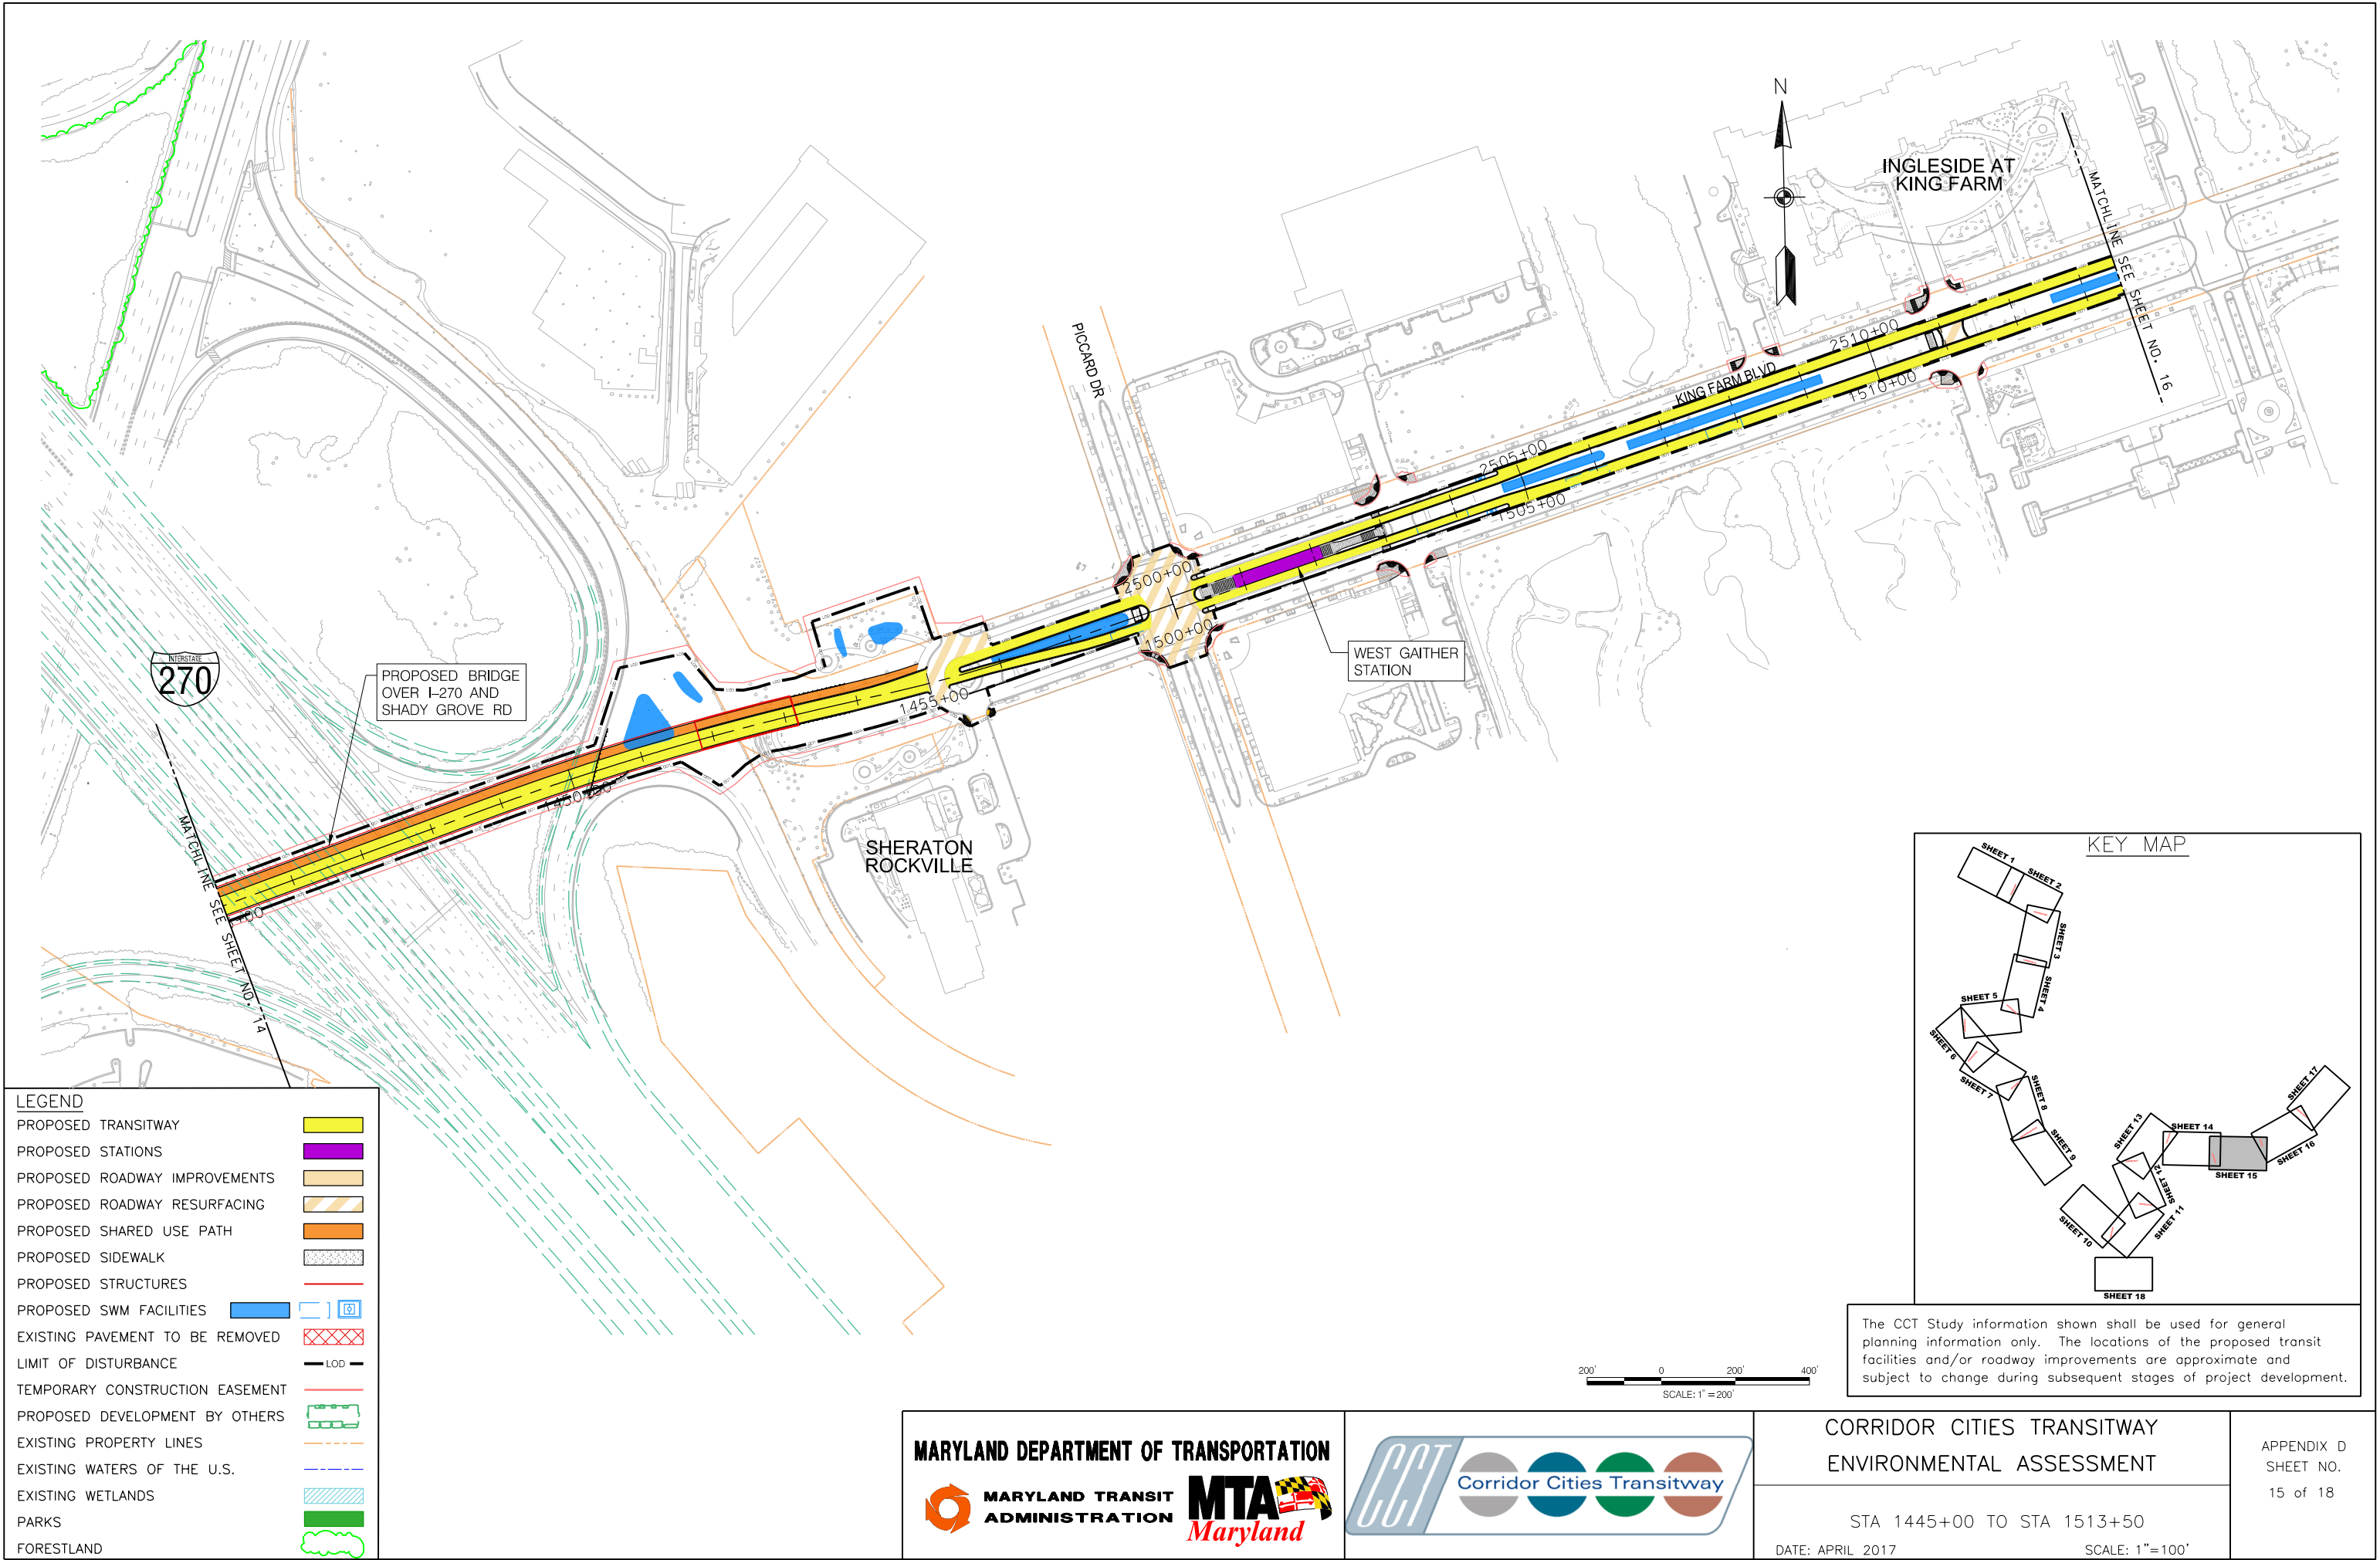 N
INGLESIDE AT
KING FARM
MATCHLINE SEE SHEET NO. 16
PICCARD DR
2510+00
KING FARM BLVD
1510+00
2505+00
1505+00
2500+00
1500+00
WEST GAITHER
STATION
INTERSTATE
270
PROPOSED BRIDGE
OVER I-270 AND
SHADY GROVE RD
1455+00
1450+00
SHERATON
ROCKVILLE
MATCHLINE SEE SHEET NO. 14
LEGEND
PROPOSED TRANSITWAY
PROPOSED STATIONS
PROPOSED ROADWAY IMPROVEMENTS
PROPOSED ROADWAY RESURFACING
PROPOSED SHARED USE PATH
PROPOSED SIDEWALK
PROPOSED STRUCTURES
PROPOSED SWM FACILITIES
EXISTING PAVEMENT TO BE REMOVED
LIMIT OF DISTURBANCE LOD
TEMPORARY CONSTRUCTION EASEMENT
PROPOSED DEVELOPMENT BY OTHERS
EXISTING PROPERTY LINES
EXISTING WATERS OF THE U.S.
EXISTING WETLANDS
PARKS
FORESTLAND
KEY MAP
SHEET 1
SHEET 2
SHEET 3
SHEET 4
SHEET 5
SHEET 6
SHEET 7
SHEET 8
SHEET 9
SHEET 10
SHEET 11
SHEET 12
SHEET 13
SHEET 14
SHEET 15
SHEET 16
SHEET 17
SHEET 18
The CCT Study information shown shall be used for general
planning information only. The locations of the proposed transit
facilities and/or roadway improvements are approximate and
subject to change during subsequent stages of project development.
200' 0 200' 400'
SCALE: 1" = 200'
MARYLAND DEPARTMENT OF TRANSPORTATION
MARYLAND TRANSIT
ADMINISTRATION
MTA
Maryland
CCT
Corridor Cities Transitway
CORRIDOR CITIES TRANSITWAY
ENVIRONMENTAL ASSESSMENT
STA 1445+00 TO STA 1513+50
DATE: APRIL 2017
SCALE: 1"=100'
APPENDIX D
SHEET NO.
15 of 18